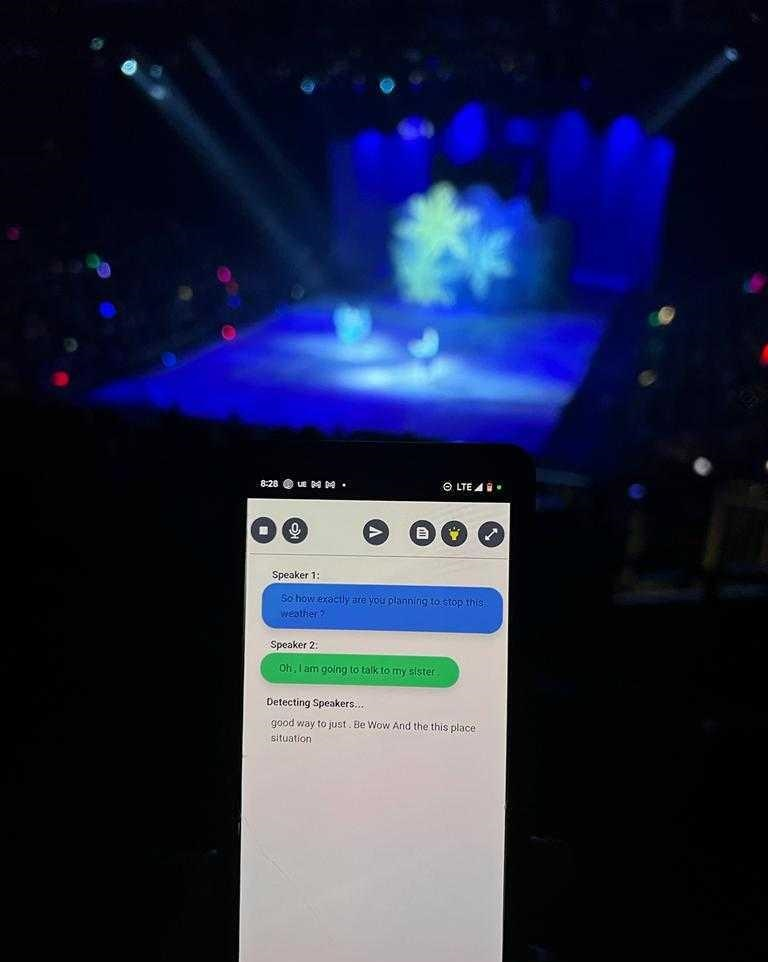 8:28 UE LTE
Speaker 1:
So how exactly are you planning to stop this
weather ?
Speaker 2:
Oh , I am going to talk to my sister .
Detecting Speakers...
good way to just . Be Wow And the this place
situation